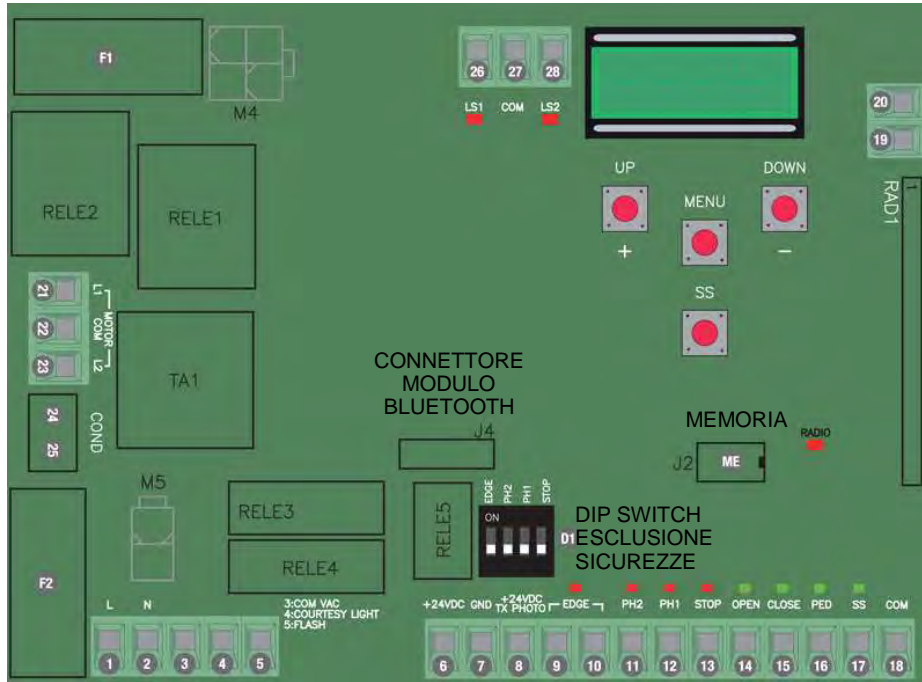 F1
M4
26 27 28
LS1 COM LS2
20
19
RAD1
1
UP
DOWN
MENU
+
-
SS
RELE2
RELE1
21 L1
22 COM
23 L2
MOTOR
TA1
24
25
COND
CONNETTORE
MODULO
BLUETOOTH
J4
MEMORIA
RADIO
J2
ME
M5
RELE3
RELE4
RELE5
EDGE PH2 PH1 STOP
ON
D1
DIP SWITCH
ESCLUSIONE
SICUREZZE
F2
L N
3:COM VAC
4:COURTESY LIGHT
5:FLASH
1 2 3 4 5
+24VDC GND +24VDC TX PHOTO EDGE PH2 PH1 STOP OPEN CLOSE PED SS COM
6 7 8 9 10 11 12 13 14 15 16 17 18